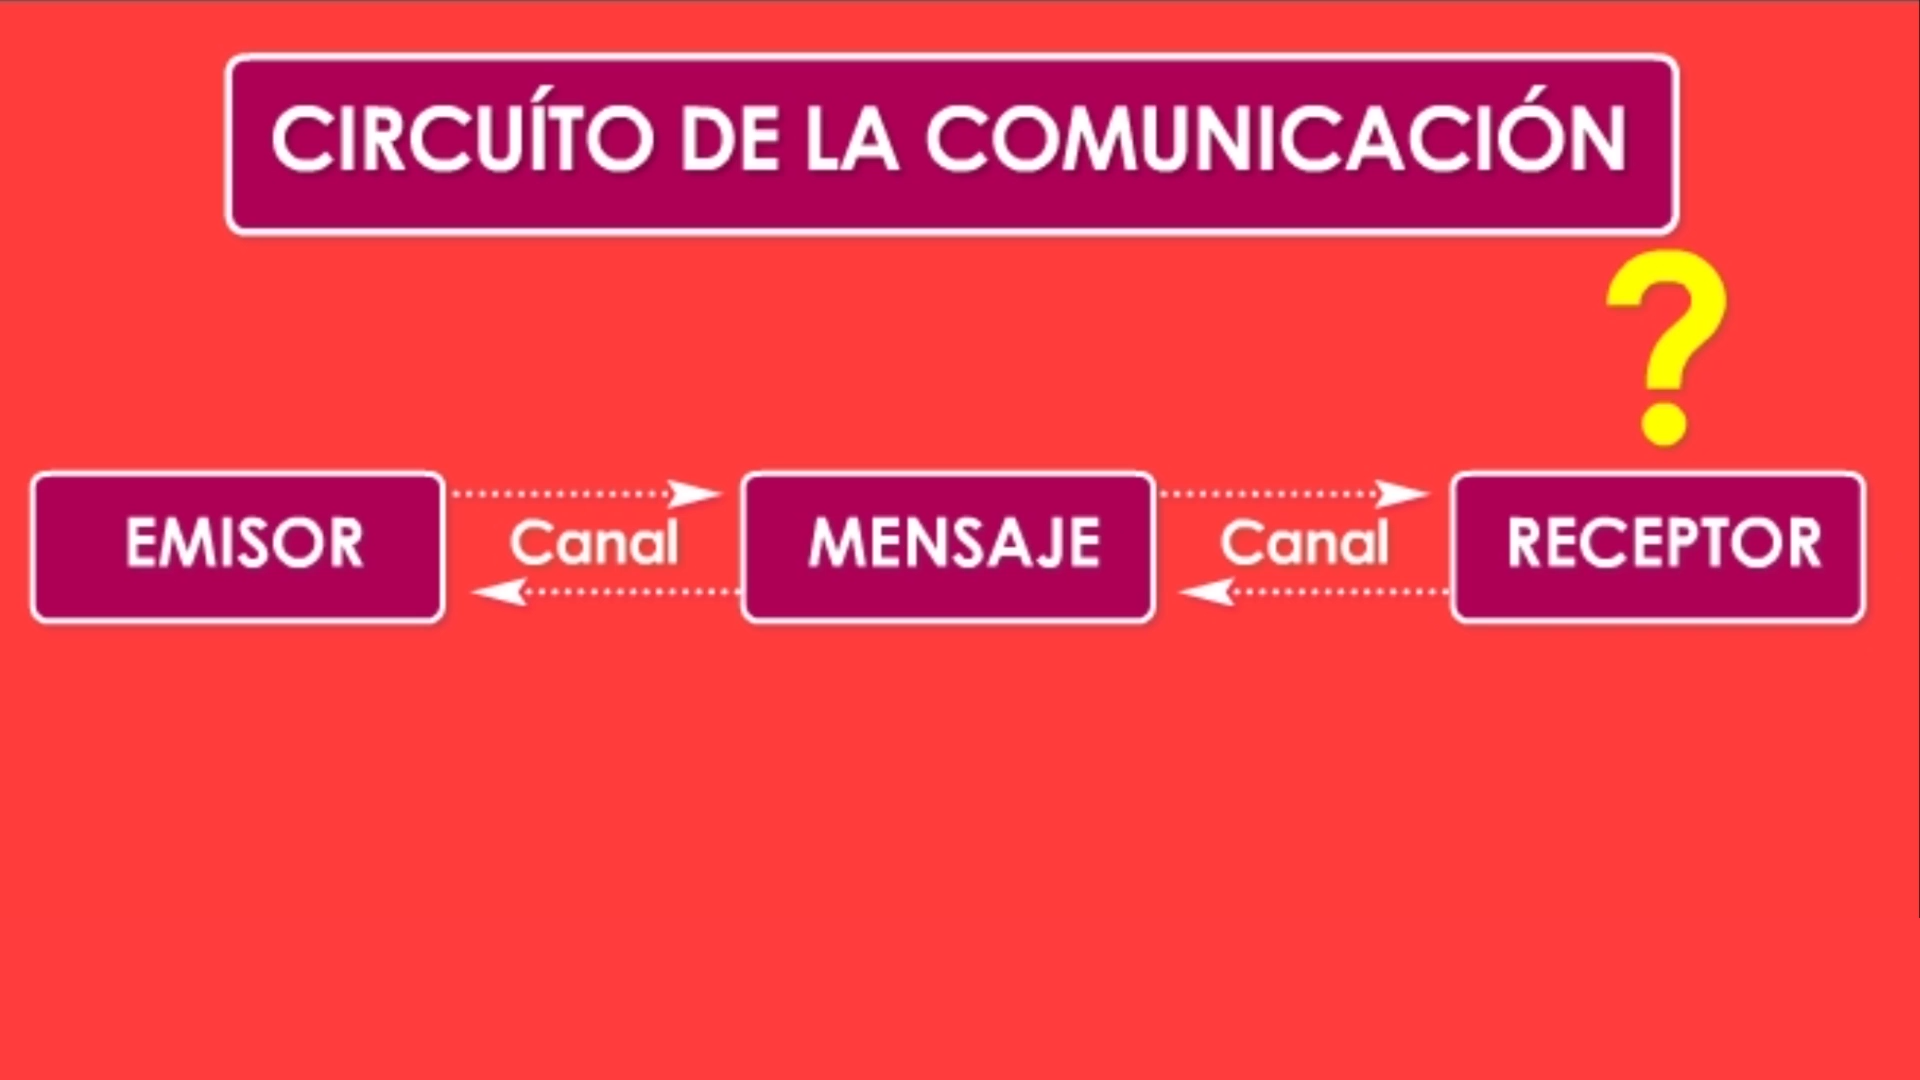 CIRCUÍTO DE LA COMUNICACIÓN
?
EMISOR
Canal
MENSAJE
Canal
RECEPTOR